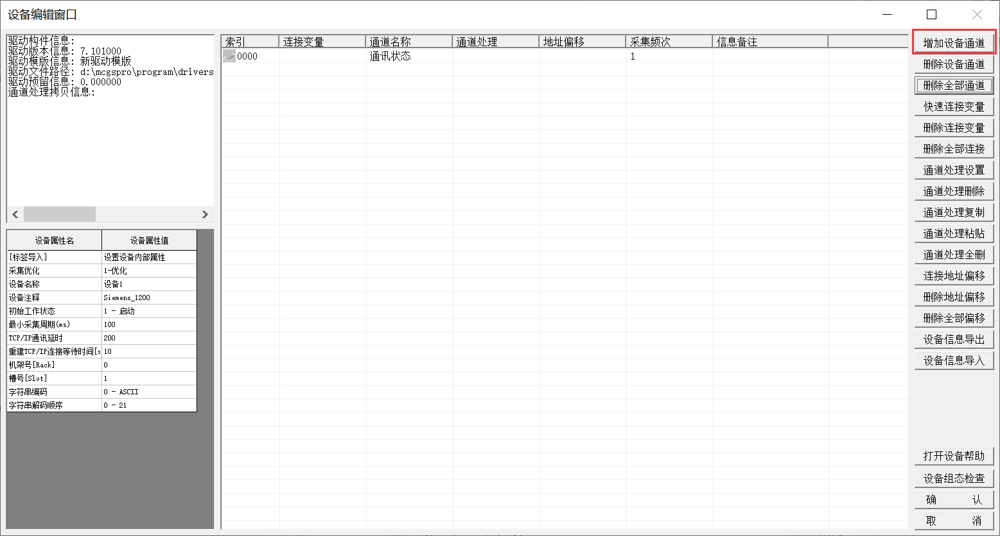 设备编辑窗口
驱动构件信息:
驱动版本信息: 7.101000
驱动模版信息: 新驱动模版
驱动文件路径: d:\mcgspro\program\drivers
驱动预留信息: 0.000000
通道处理拷贝信息:
设备属性名 设备属性值
[标签导入] 设置设备内部属性
采集优化 1-优化
设备名称 设备1
设备注释 Siemens_1200
初始工作状态 1 - 启动
最小采集周期(ms) 100
TCP/IP通讯延时 200
重建TCP/IP连接等待时间[s 10
机架号[Rack] 0
槽号[Slot] 1
字符串编码 0 - ASCII
字符串解码顺序 0 - 21
索引 连接变量 通道名称 通道处理 地址偏移 采集频次 信息备注
0000 通讯状态 1
增加设备通道
删除设备通道
删除全部通道
快速连接变量
删除连接变量
删除全部连接
通道处理设置
通道处理删除
通道处理复制
通道处理粘贴
通道处理全删
连接地址偏移
删除地址偏移
删除全部偏移
设备信息导出
设备信息导入
打开设备帮助
设备组态检查
确 认
取 消